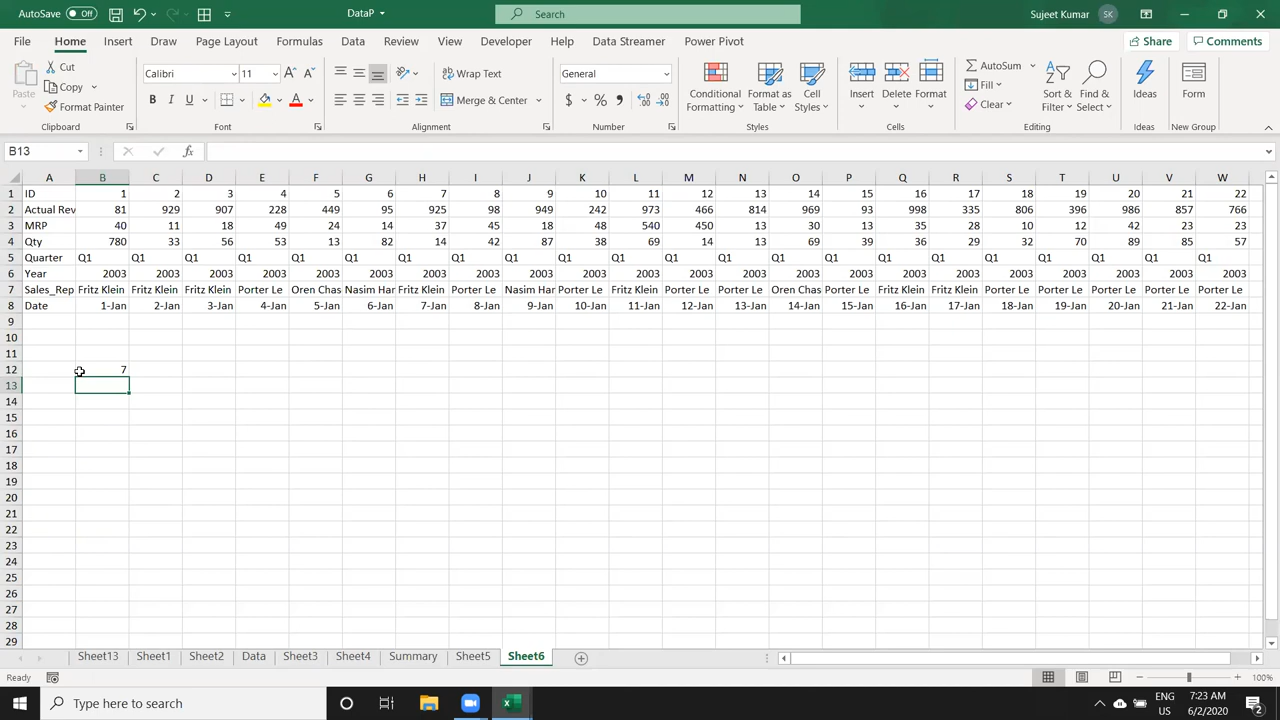 AutoSave Off DataP Search Sujeet Kumar SK
File Home Insert Draw Page Layout Formulas Data Review View Developer Help Data Streamer Power Pivot Share Comments
Paste Cut Copy Format Painter Clipboard
Calibri 11 A A B I U A Font
ab Wrap Text Merge & Center Alignment
General $ % , Number
Conditional Formatting Format as Table Cell Styles Styles
Insert Delete Format Cells
AutoSum Fill Clear Sort & Filter Find & Select Editing
Ideas Ideas
Form New Group
B13 fx
A B C D E F G H I J K L M N O P Q R S T U V W
1 ID 1 2 3 4 5 6 7 8 9 10 11 12 13 14 15 16 17 18 19 20 21 22
2 Actual Rev 81 929 907 228 449 95 925 98 949 242 973 466 814 269 93 998 335 806 396 986 857 766
3 MRP 40 11 18 49 24 14 37 45 18 48 540 450 13 30 13 35 28 10 12 42 23 23
4 Qty 780 33 56 53 13 82 14 42 87 38 69 14 13 69 39 36 29 32 70 89 85 57
5 Quarter Q1 Q1 Q1 Q1 Q1 Q1 Q1 Q1 Q1 Q1 Q1 Q1 Q1 Q1 Q1 Q1 Q1 Q1 Q1 Q1 Q1 Q1
6 Year 2003 2003 2003 2003 2003 2003 2003 2003 2003 2003 2003 2003 2003 2003 2003 2003 2003 2003 2003 2003 2003 2003
7 Sales_Rep Fritz Klein Fritz Klein Fritz Klein Porter Le Oren Chas Nasim Har Fritz Klein Porter Le Nasim Har Porter Le Fritz Klein Porter Le Porter Le Oren Chas Porter Le Fritz Klein Fritz Klein Porter Le Porter Le Porter Le Porter Le Porter Le
8 Date 1-Jan 2-Jan 3-Jan 4-Jan 5-Jan 6-Jan 7-Jan 8-Jan 9-Jan 10-Jan 11-Jan 12-Jan 13-Jan 14-Jan 15-Jan 16-Jan 17-Jan 18-Jan 19-Jan 20-Jan 21-Jan 22-Jan
9
10
11
12 7
13
14
15
16
17
18
19
20
21
22
23
24
25
26
27
28
29
Sheet13 Sheet1 Sheet2 Data Sheet3 Sheet4 Summary Sheet5 Sheet6
Ready 100%
Type here to search ENG US 7:23 AM 6/2/2020 2